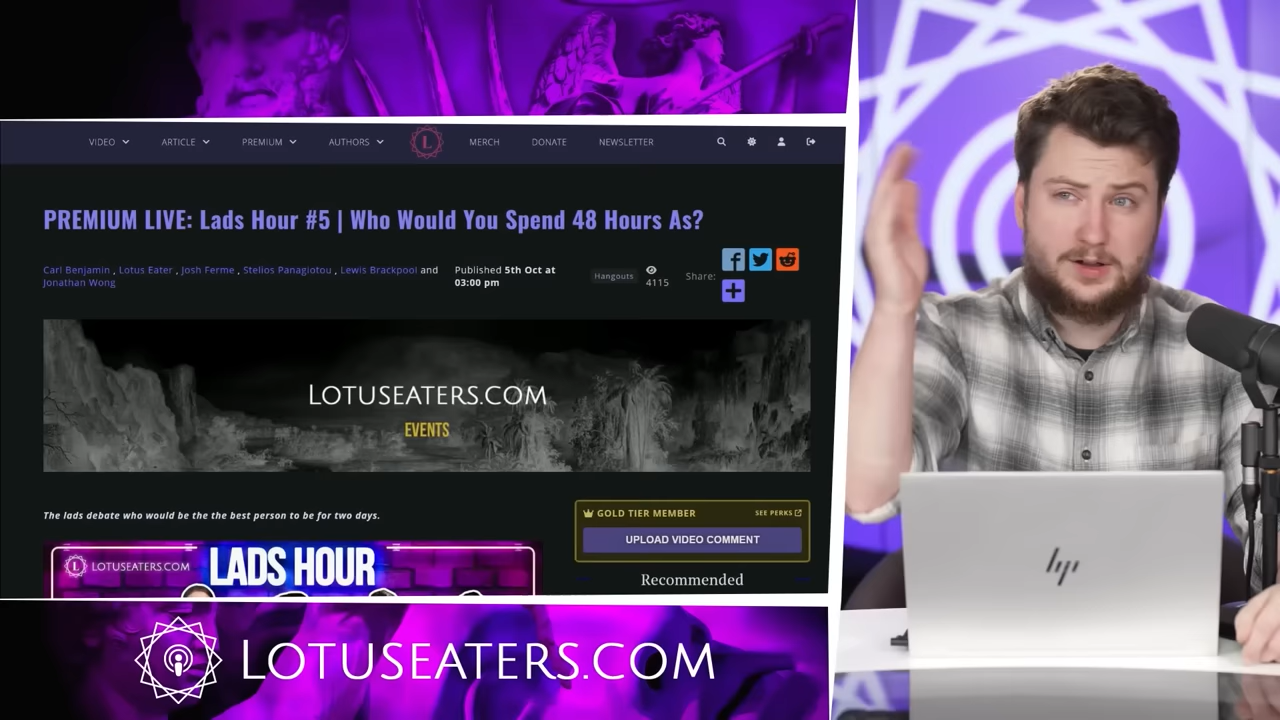 VIDEO ARTICLE PREMIUM AUTHORS L MERCH DONATE NEWSLETTER
PREMIUM LIVE: Lads Hour #5 | Who Would You Spend 48 Hours As?
Carl Benjamin , Lotus Eater , Josh Ferme , Stelios Panagiotou , Lewis Brackpool and
Jonathan Wong
Published 5th Oct at
03:00 pm
Hangouts
4115
Share:
LOTUSEATERS.COM
EVENTS
The lads debate who would be the the best person to be for two days.
GOLD TIER MEMBER SEE PERKS
UPLOAD VIDEO COMMENT
Recommended
L LOTUSEATERS.COM LADS HOUR
LOTUSEATERS.COM
hp